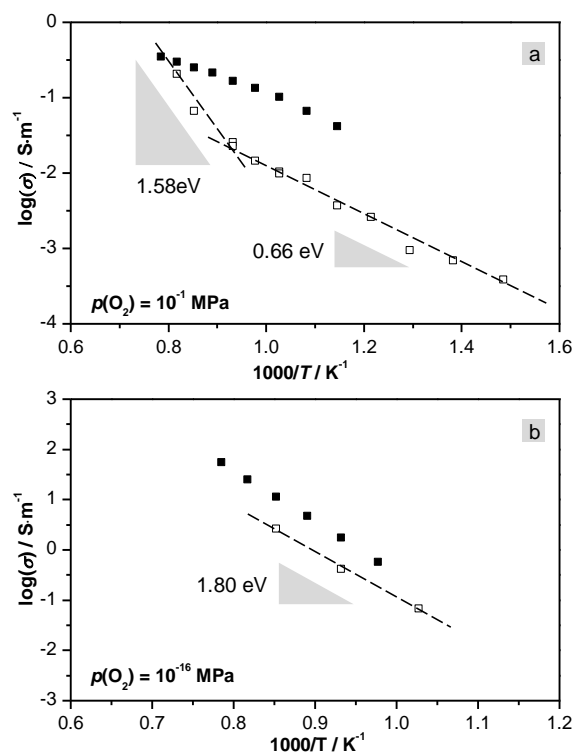 0
-1
-2
-3
-4
log(σ) / S·m⁻¹
a
1.58eV
0.66 eV
p(O₂) = 10⁻¹ MPa
0.6 0.8 1.0 1.2 1.4 1.6
1000/T / K⁻¹
3
2
1
0
-1
-2
-3
log(σ) / S·m⁻¹
b
1.80 eV
p(O₂) = 10⁻¹⁶ MPa
0.6 0.7 0.8 0.9 1.0 1.1 1.2
1000/T / K⁻¹